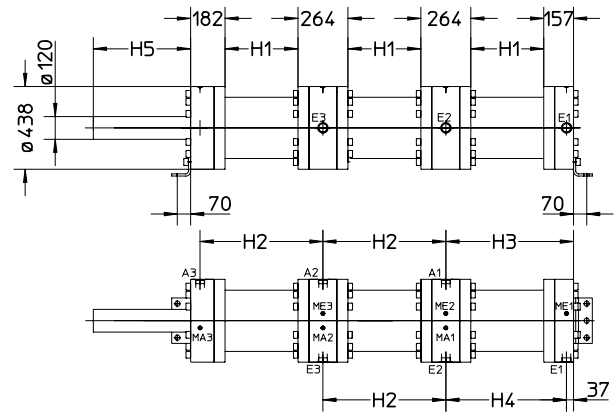 182 264 264 157
H5 H1 H1 H1
ø120
ø438
E3 E2 E1
70 70
H2 H2 H3
A3 A2 A1
ME3 ME2 ME1
MA3 MA2 MA1
E3 E2 E1
H2 H4 37